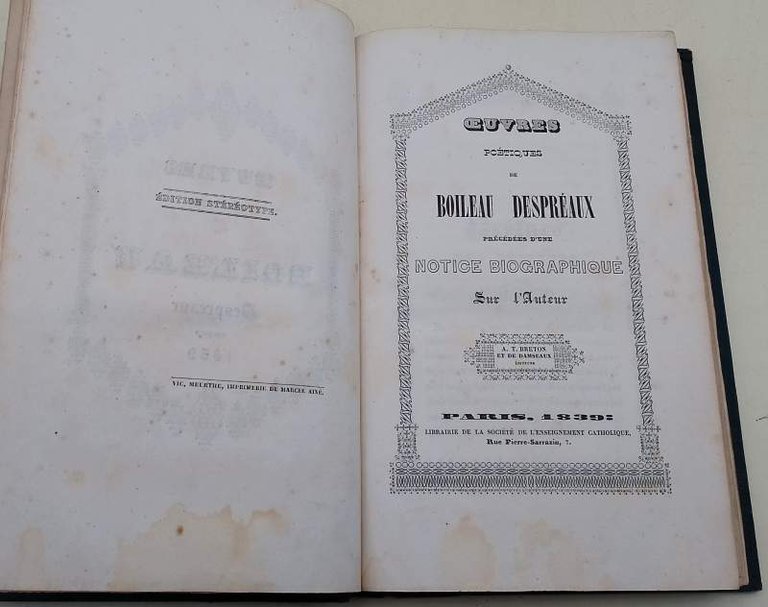 ÉDITION STÉRÉOTYPE.
VIC, MEURTHE, IMPRIMERIE DE MARCEL AINÉ.
ŒUVRES
POÉTIQUES
DE
BOILEAU DESPRÉAUX
PRÉCÉDÉES D'UNE
NOTICE BIOGRAPHIQUE
Sur l'Auteur
A. T. BRETON
ET DE DAMSEAUX
ÉDITEURS
PARIS, 1839:
LIBRAIRIE DE LA SOCIÉTÉ DE L'ENSEIGNEMENT CATHOLIQUE,
Rue Pierre-Sarrazin, 7.